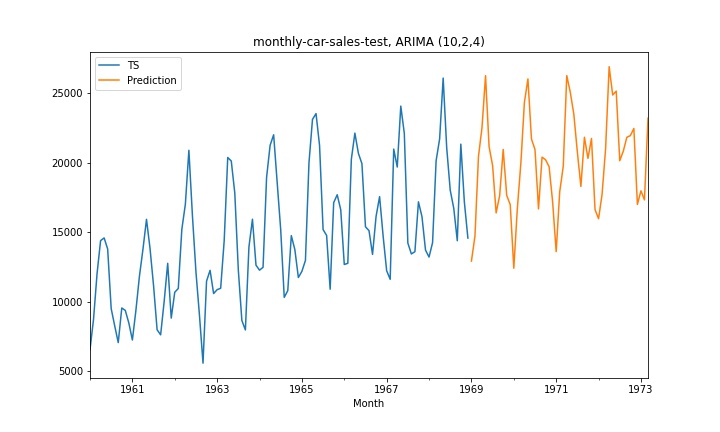 monthly-car-sales-test, ARIMA (10,2,4)
TS
Prediction
25000
20000
15000
10000
5000
1961 1963 1965 1967 1969 1971 1973
Month